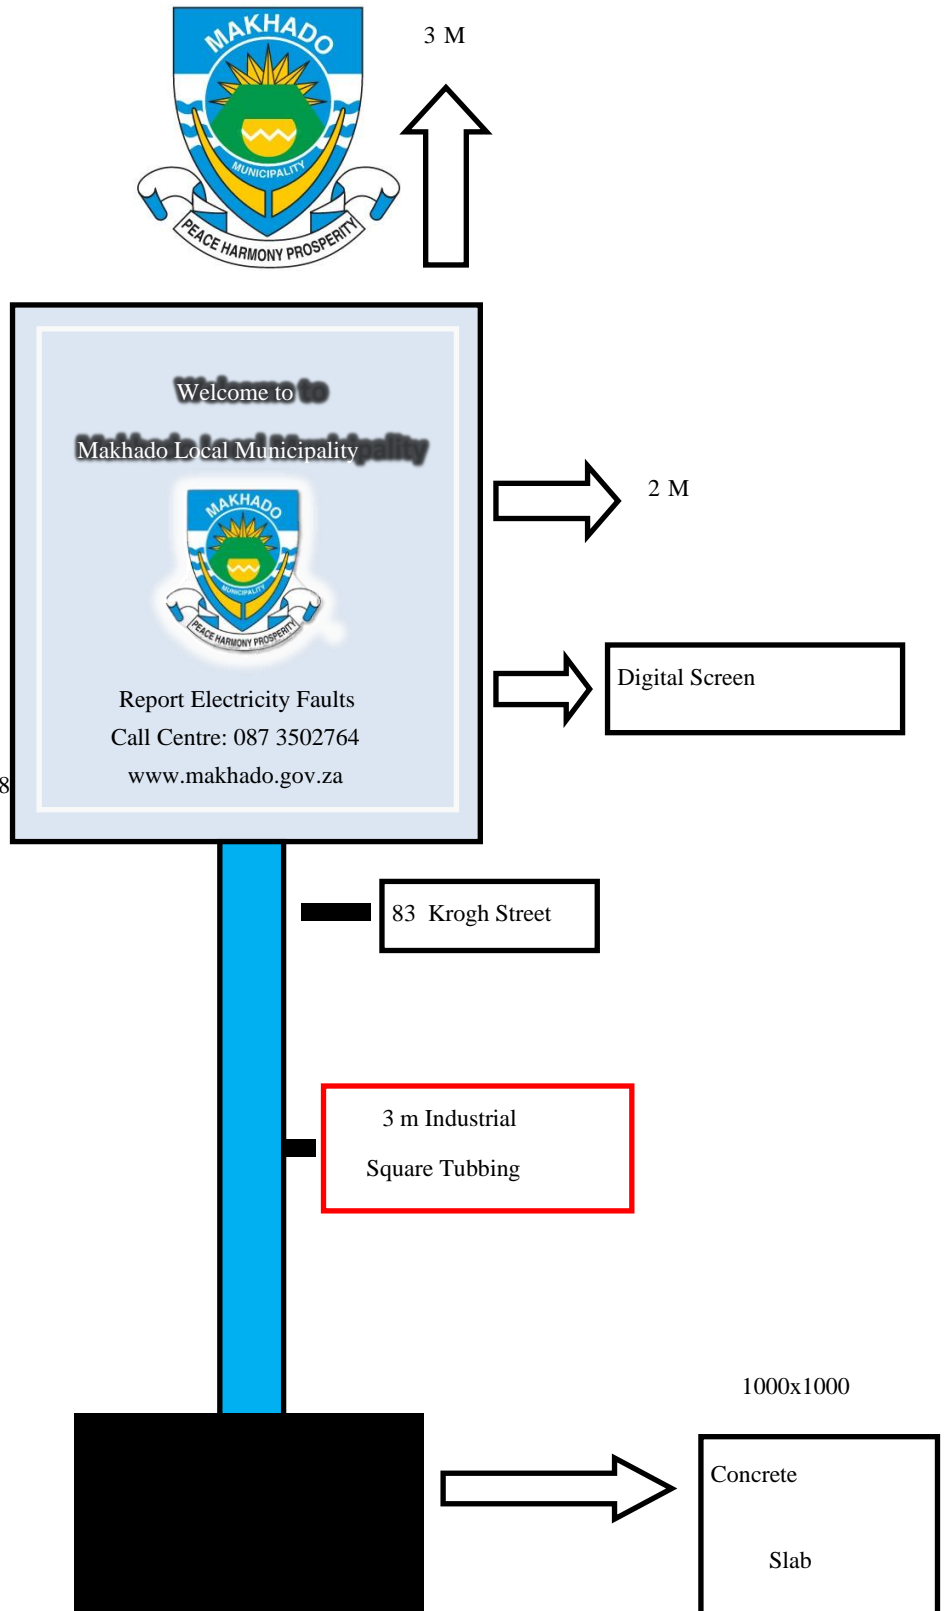 MAKHADO
MUNICIPALITY
PEACE HARMONY PROSPERITY
3 M
Welcome to
Makhado Local Municipality
MAKHADO
MUNICIPALITY
PEACE HARMONY PROSPERITY
2 M
Digital Screen
Report Electricity Faults
Call Centre: 087 3502764
www.makhado.gov.za
8
83 Krogh Street
3 m Industrial
Square Tubbing
1000x1000
Concrete
Slab